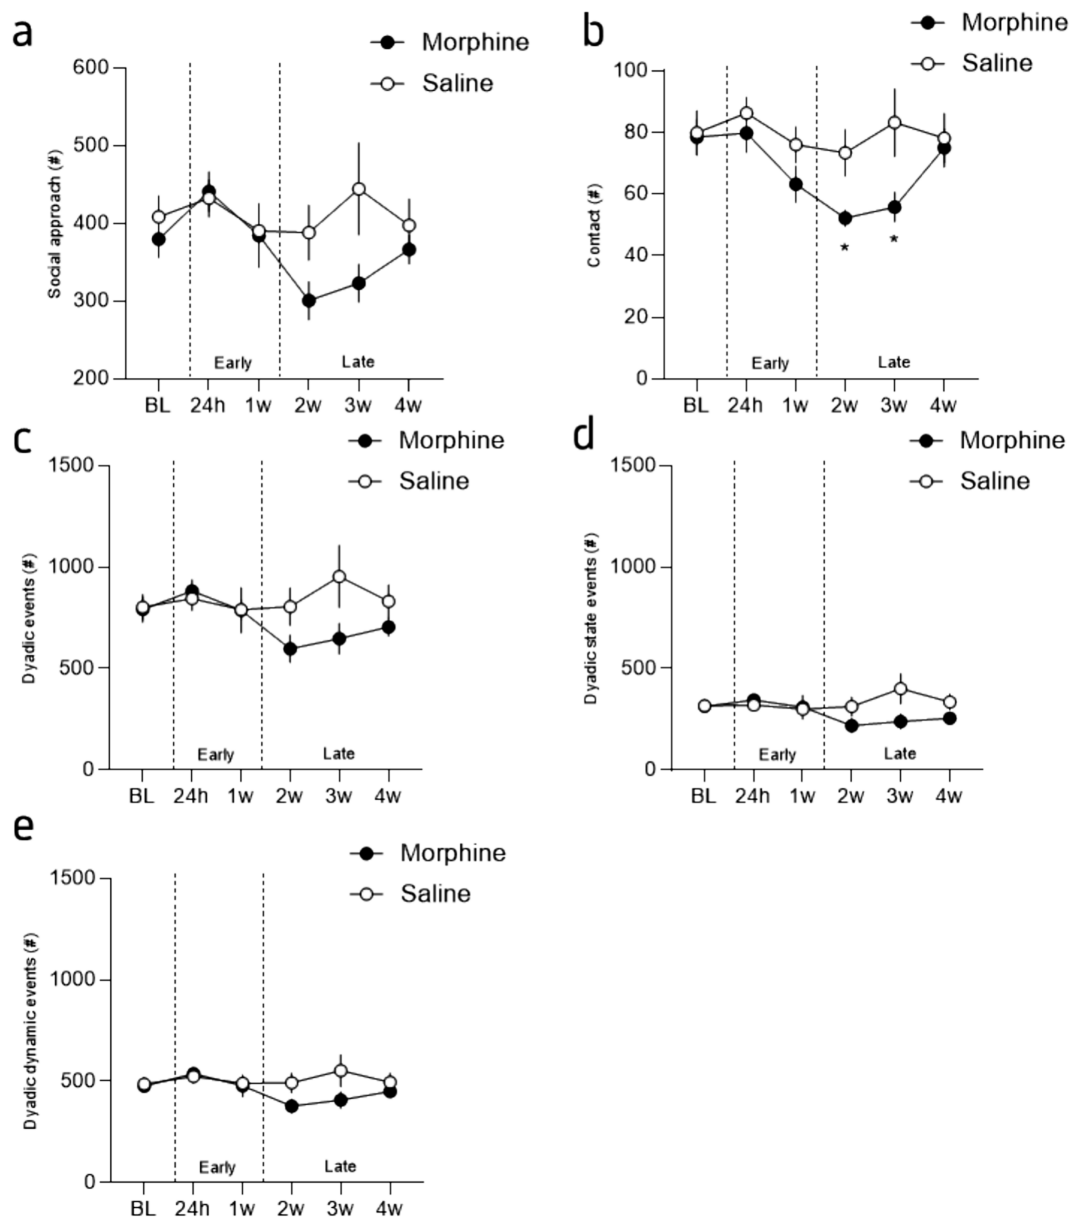 a
Morphine
Saline
600
500
400
300
200
Social approach (#)
Early
Late
BL 24h 1w 2w 3w 4w
b
Morphine
Saline
100
80
60
40
20
0
Contact (#)
* *
Early
Late
BL 24h 1w 2w 3w 4w
c
Morphine
Saline
1500
1000
500
0
Dyadic events (#)
Early
Late
BL 24h 1w 2w 3w 4w
d
Morphine
Saline
1500
1000
500
0
Dyadic state events (#)
Early
Late
BL 24h 1w 2w 3w 4w
e
Morphine
Saline
1500
1000
500
0
Dyadic dynamic events (#)
Early
Late
BL 24h 1w 2w 3w 4w